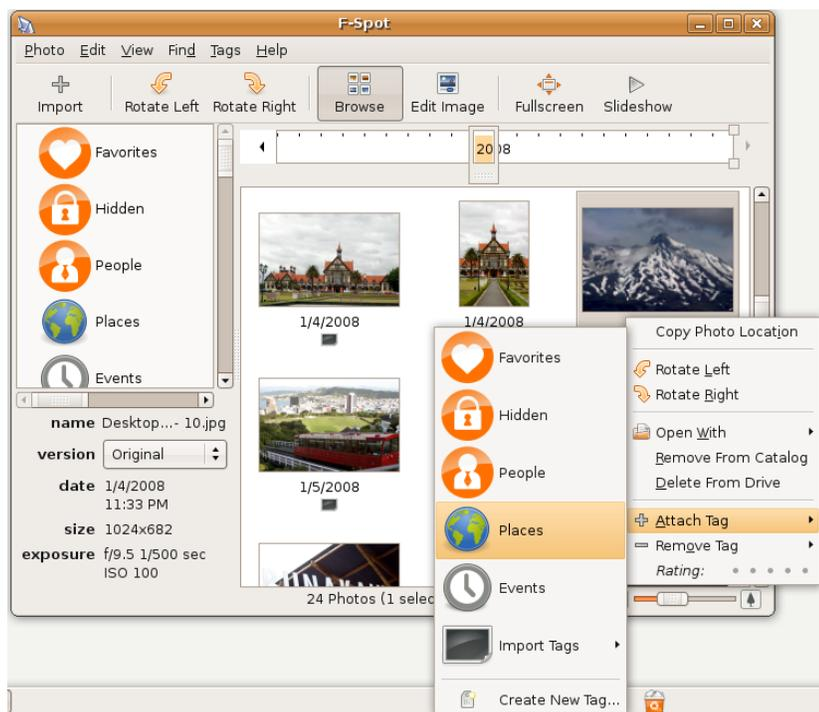 F-Spot
Photo Edit View Find Tags Help
Import Rotate Left Rotate Right Browse Edit Image Fullscreen Slideshow
Favorites
Hidden
People
Places
Events
2008
1/4/2008
1/4/2008
1/5/2008
name Desktop...- 10.jpg
version Original
date 1/4/2008
11:33 PM
size 1024x682
exposure f/9.5 1/500 sec
ISO 100
24 Photos (1 selec
Copy Photo Location
Rotate Left
Rotate Right
Open With
Remove From Catalog
Delete From Drive
Attach Tag
Remove Tag
Rating:
Favorites
Hidden
People
Places
Events
Import Tags
Create New Tag...